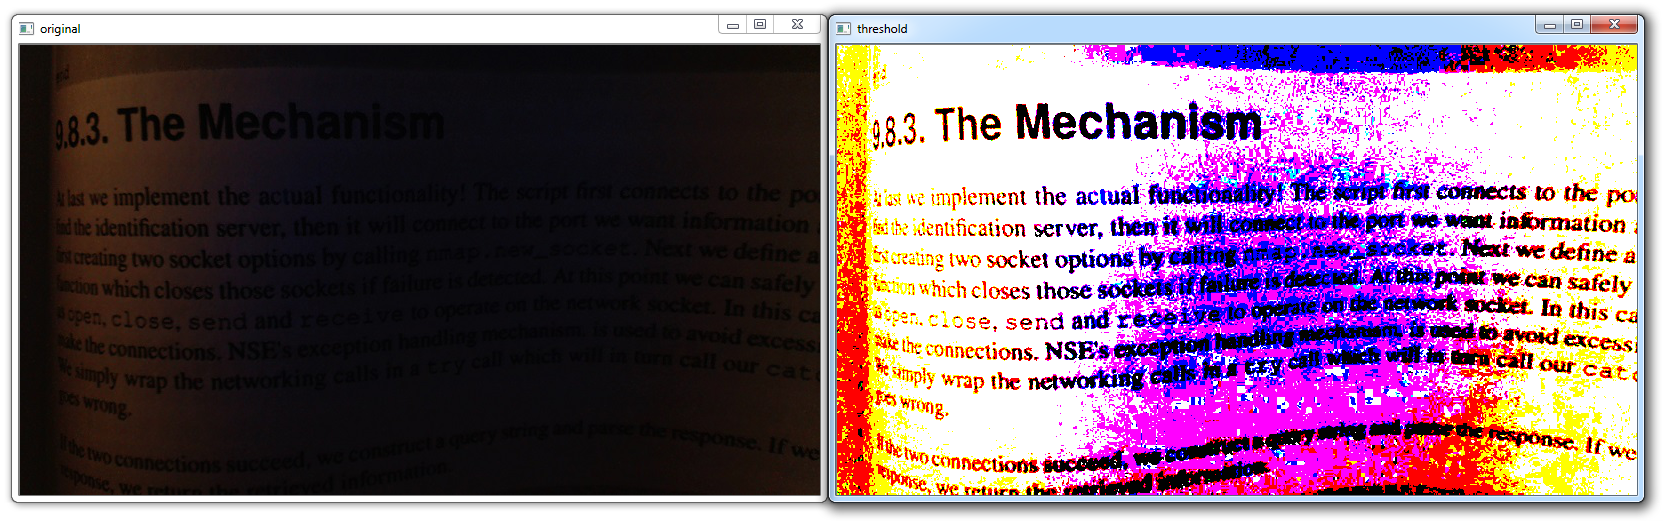 original
and
9.8.3. The Mechanism
At last we implement the actual functionality! The script first connects to the po
find the identification server, then it will connect to the port we want information a
first creating two socket options by calling nmap.new_socket. Next we define a
function which closes those sockets if failure is detected. At this point we can safely
as open, close, send and receive to operate on the network socket. In this ca
make the connections. NSE's exception handling mechanism, is used to avoid excessi
We simply wrap the networking calls in a try call which will in turn call our catc
goes wrong.
If the two connections succeed, we construct a query string and parse the response. If we
response, we return the retrieved information.
threshold
9.8.3. The Mechanism
At last we implement the actual functionality! The script first connects to the po
find the identification server, then it will connect to the port we want information a
first creating two socket options by calling nmap.new_socket. Next we define a
function which closes those sockets if failure is detected. At this point we can safely
as open, close, send and receive to operate on the network socket. In this ca
make the connections. NSE's exception handling mechanism, is used to avoid excessi
We simply wrap the networking calls in a try call which will in turn call our catc
goes wrong.
If the two connections succeed, we construct a query string and parse the response. If we
response, we return the retrieved information.